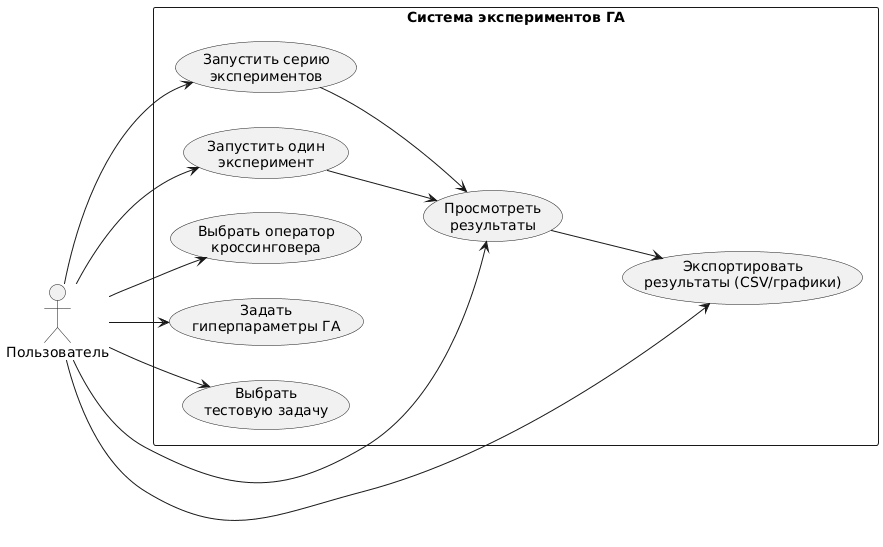 Система экспериментов ГА
Запустить серию
экспериментов
Запустить один
эксперимент
Выбрать оператор
кроссинговера
Задать
гиперпараметры ГА
Выбрать
тестовую задачу
Просмотреть
результаты
Экспортировать
результаты (CSV/графики)
Пользователь